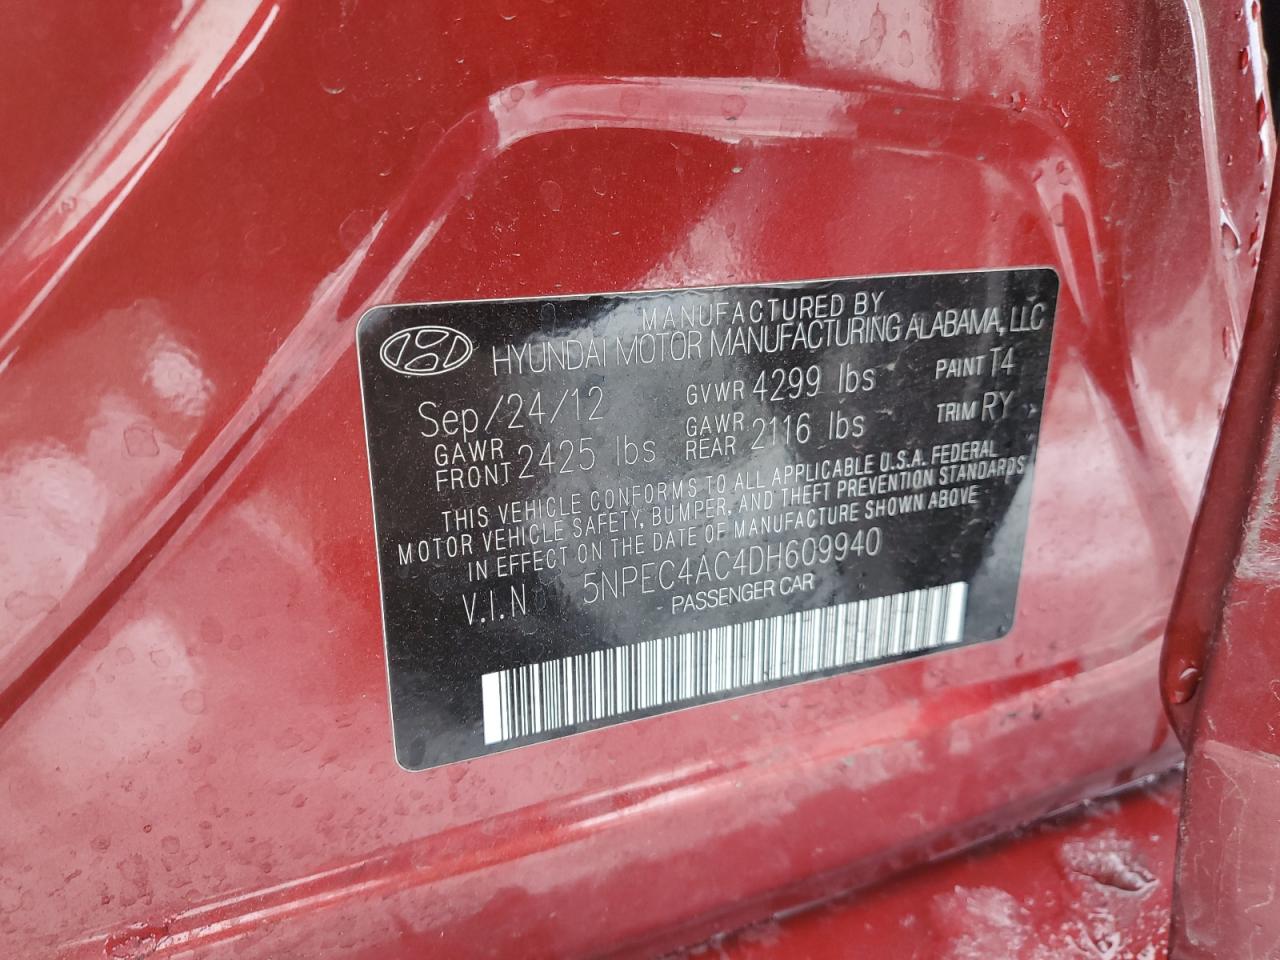 MANUFACTURED BY
HYUNDAI MOTOR MANUFACTURING ALABAMA, LLC
Sep/24/12 GVWR 4299 lbs PAINT T4
GAWR FRONT 2425 lbs GAWR REAR 2116 lbs TRIM RY
THIS VEHICLE CONFORMS TO ALL APPLICABLE U.S.A. FEDERAL
MOTOR VEHICLE SAFETY, BUMPER, AND THEFT PREVENTION STANDARDS
IN EFFECT ON THE DATE OF MANUFACTURE SHOWN ABOVE
V.I.N 5NPEC4AC4DH609940
PASSENGER CAR